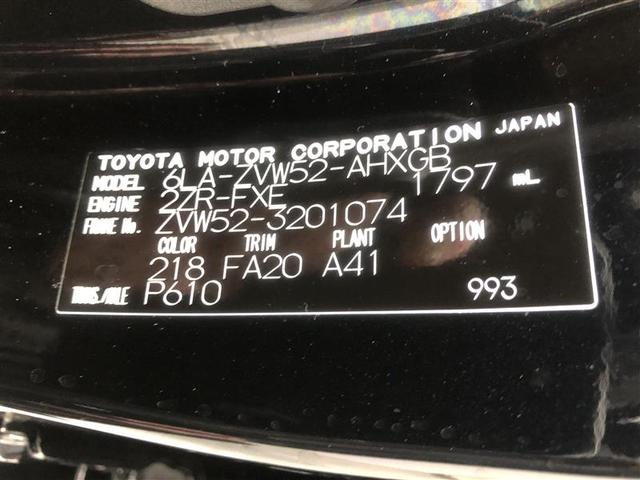 TOYOTA MOTOR CORPORATION JAPAN
MODEL 6LA-ZVW52-AHXGB
ENGINE 2ZR-FXE 1797 mL
FRAME No. ZVW52-3201074
COLOR TRIM PLANT OPTION
218 FA20 A41
TRANS/AXLE P610 993